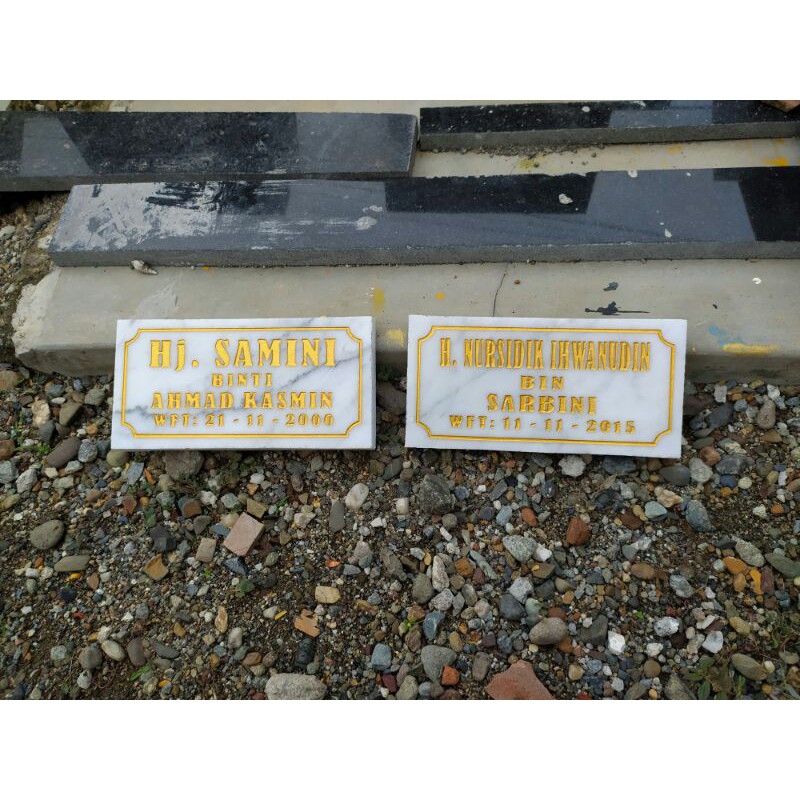 Hj. SAMINI
BINTI
AHMAD KASMIN
WFT: 21 - 11 - 2000
H. NURSIDIK IHWANUDIN
BIN
SARBINI
WFT: 11 - 11 - 2015